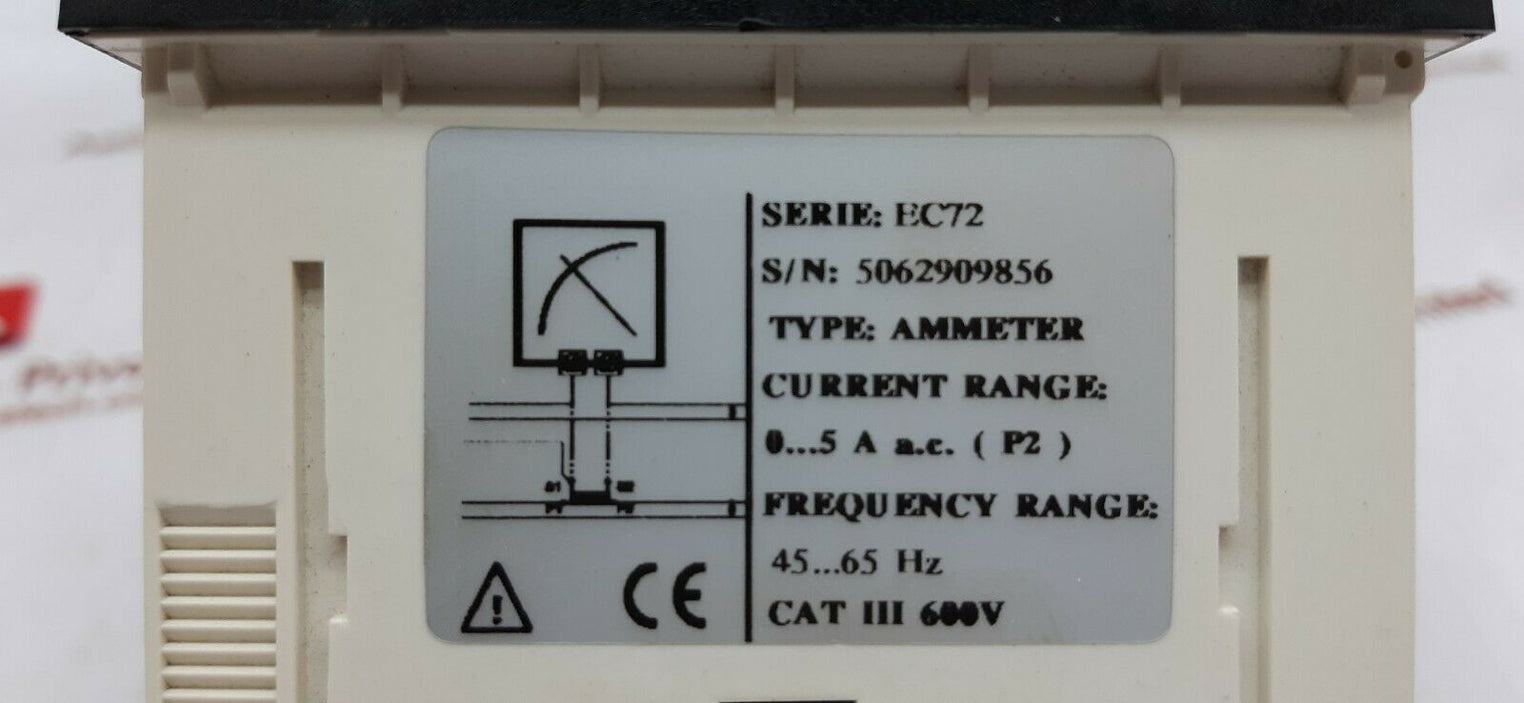 SERIE: EC72
S/N: 5062909856
TYPE: AMMETER
CURRENT RANGE:
0...5 A a.c. ( P2 )
FREQUENCY RANGE:
45...65 Hz
CAT III 600V
CE